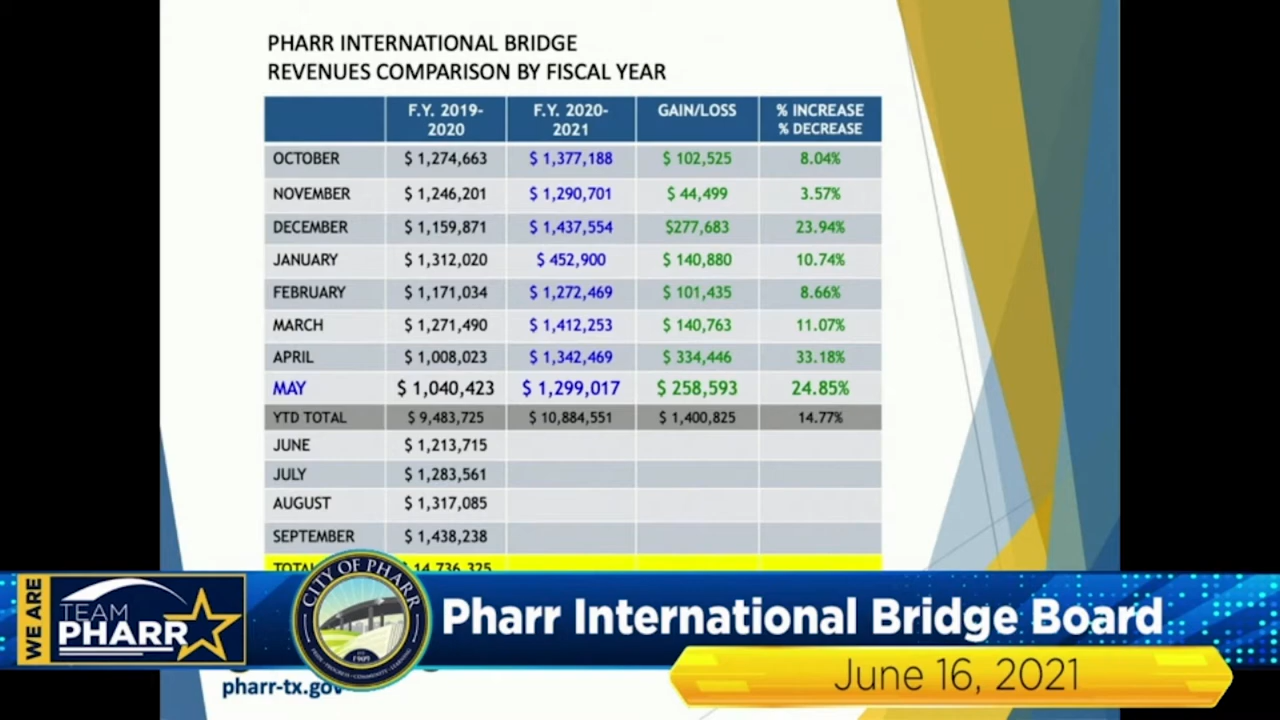 PHARR INTERNATIONAL BRIDGE
REVENUES COMPARISON BY FISCAL YEAR
F.Y. 2019-2020 F.Y. 2020-2021 GAIN/LOSS % INCREASE % DECREASE
OCTOBER $ 1,274,663 $ 1,377,188 $ 102,525 8.04%
NOVEMBER $ 1,246,201 $ 1,290,701 $ 44,499 3.57%
DECEMBER $ 1,159,871 $ 1,437,554 $277,683 23.94%
JANUARY $ 1,312,020 $ 452,900 $ 140,880 10.74%
FEBRUARY $ 1,171,034 $ 1,272,469 $ 101,435 8.66%
MARCH $ 1,271,490 $ 1,412,253 $ 140,763 11.07%
APRIL $ 1,008,023 $ 1,342,469 $ 334,446 33.18%
MAY $ 1,040,423 $ 1,299,017 $ 258,593 24.85%
YTD TOTAL $ 9,483,725 $ 10,884,551 $ 1,400,825 14.77%
JUNE $ 1,213,715
JULY $ 1,283,561
AUGUST $ 1,317,085
SEPTEMBER $ 1,438,238
TOTAL 14,736,325
WE ARE
TEAM
PHARR
CITY OF PHARR
Pharr International Bridge Board
June 16, 2021
pharr-tx.gov